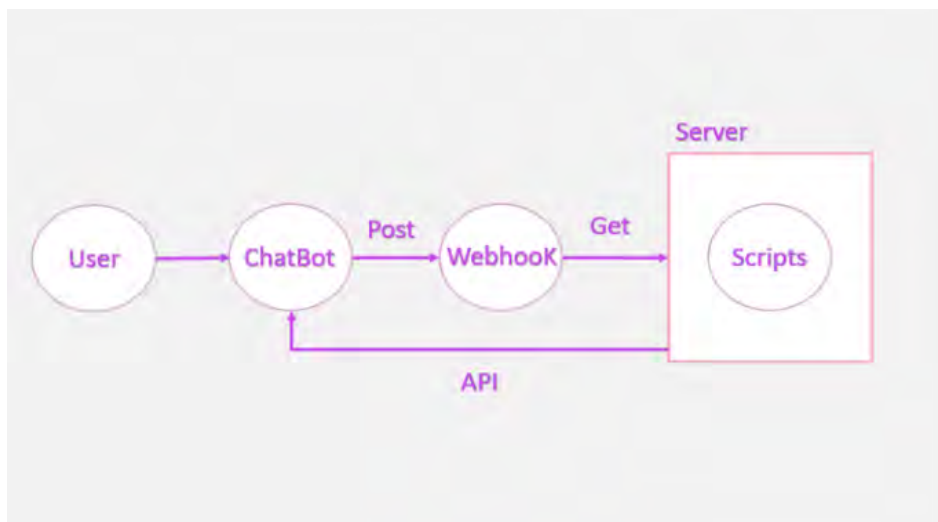 Server
Post
Get
User
ChatBot
WebhooK
Scripts
API